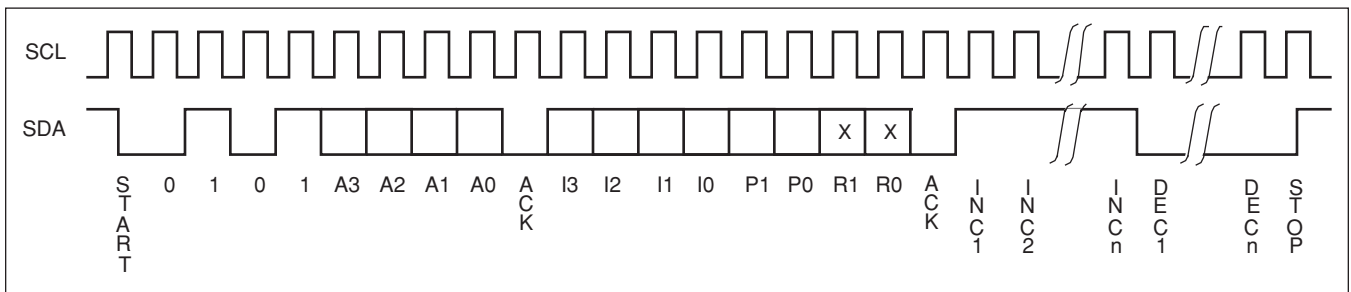 SCL
SDA
X X
START 0 1 0 1 A3 A2 A1 A0 ACK I3 I2 I1 I0 P1 P0 R1 R0 ACK INC1 INC2 INCn DEC1 DECn STOP